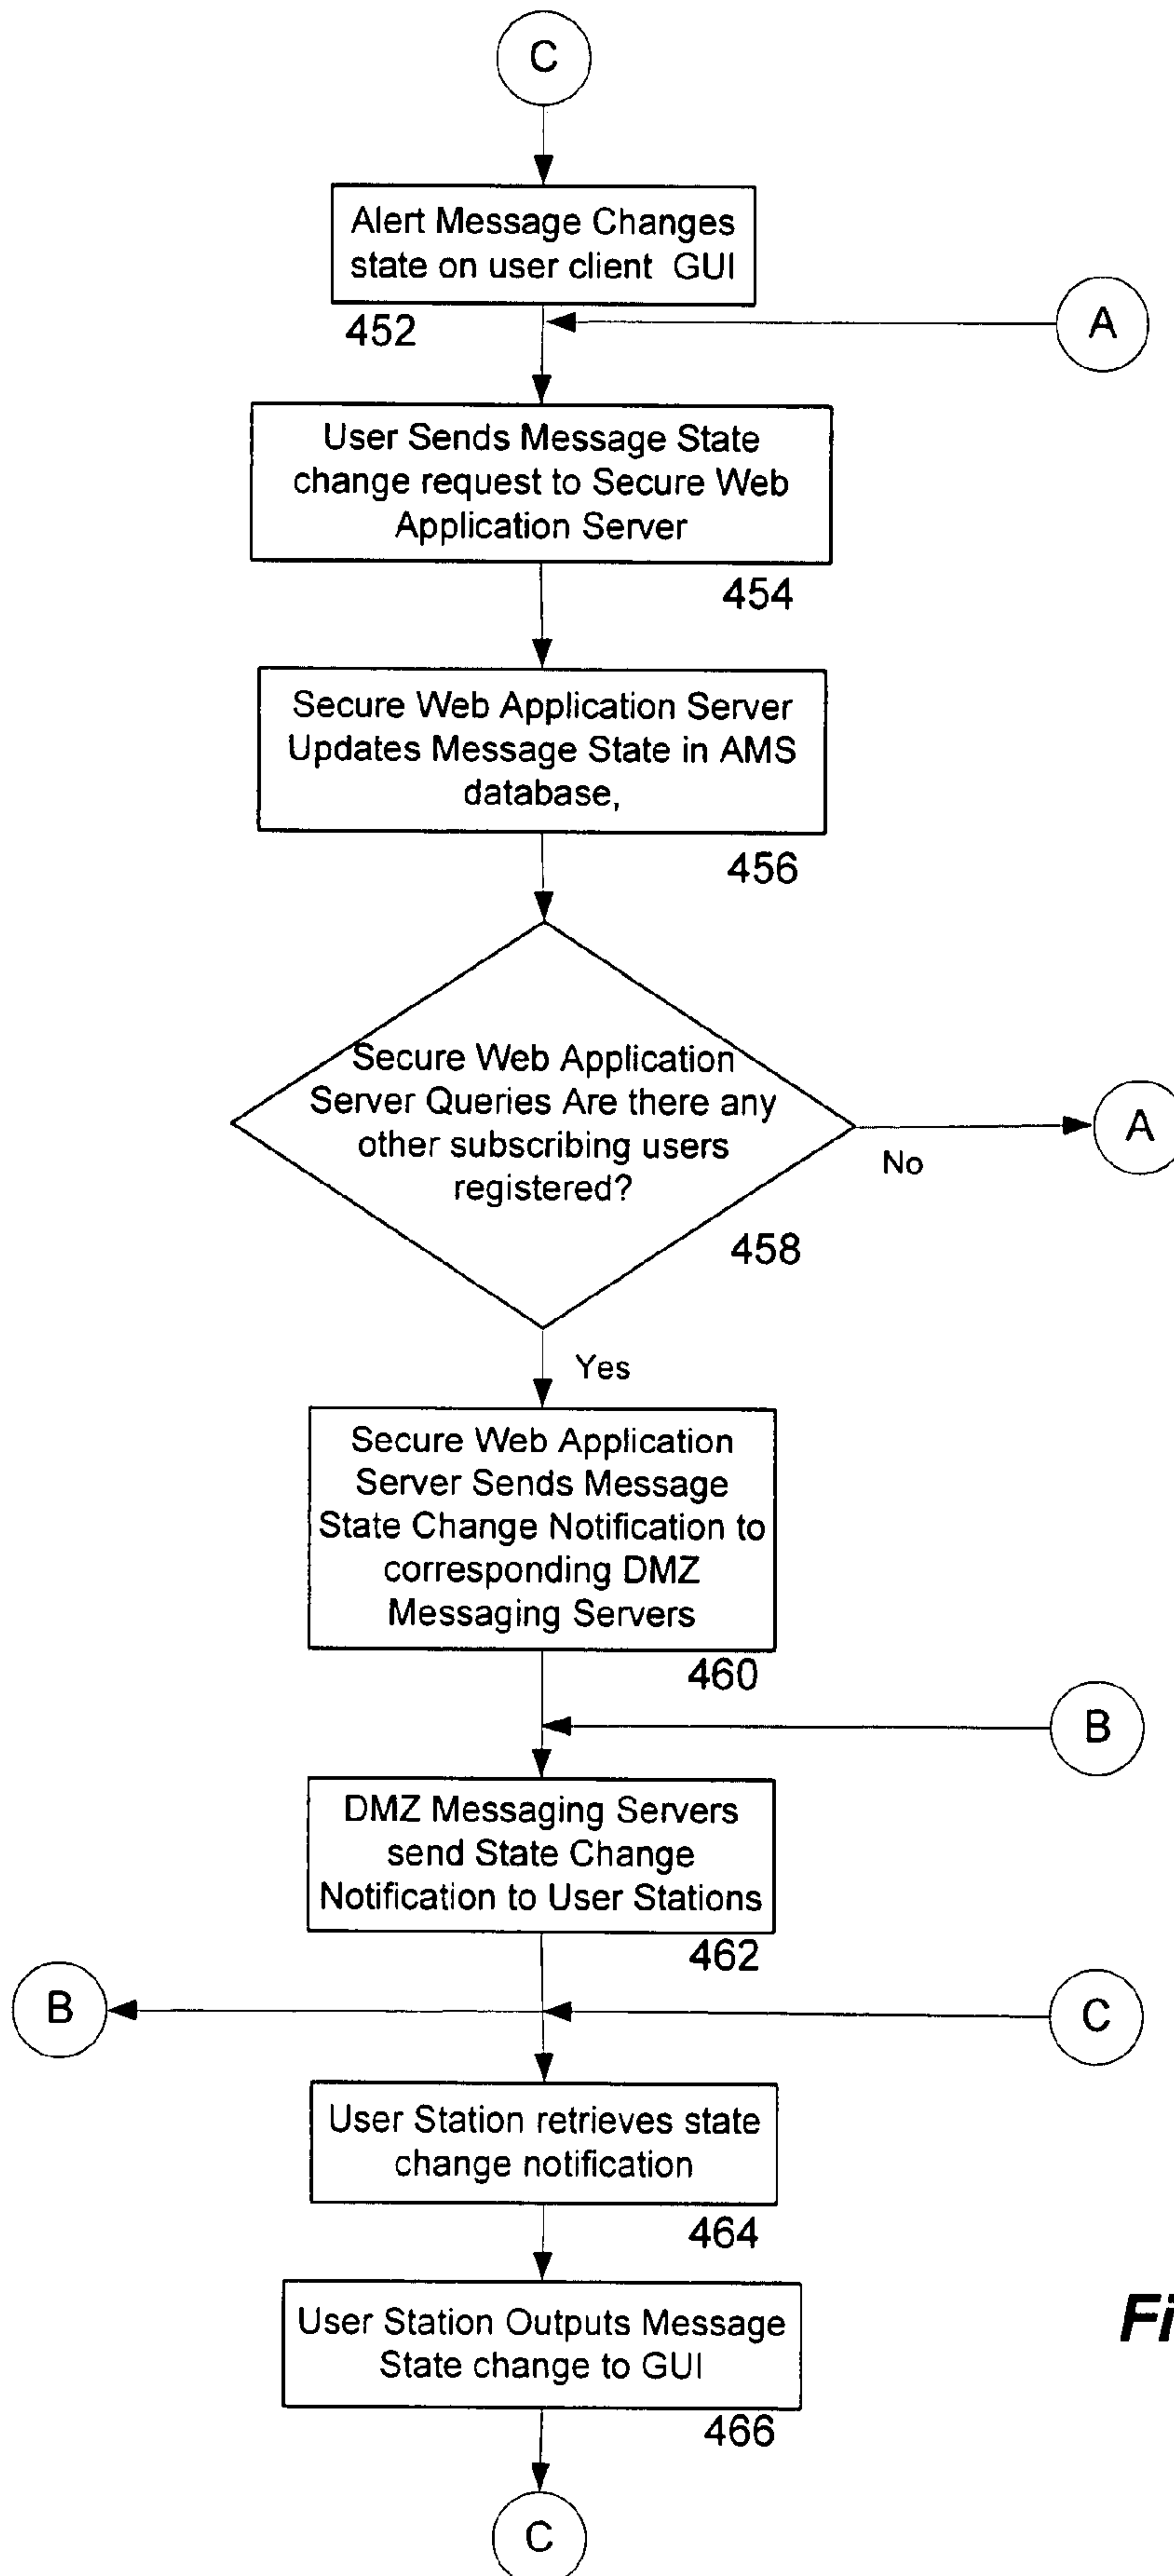 C
Alert Message Changes
state on user client GUI
452
A
User Sends Message State
change request to Secure Web
Application Server
454
Secure Web Application Server
Updates Message State in AMS
database,
456
Secure Web Application
Server Queries Are there any
other subscribing users
registered?
A
No
458
Yes
Secure Web Application
Server Sends Message
State Change Notification to
corresponding DMZ
Messaging Servers
460
B
DMZ Messaging Servers
send State Change
Notification to User Stations
462
B
C
User Station retrieves state
change notification
464
User Station Outputs Message
State change to GUI
Fi
466
C